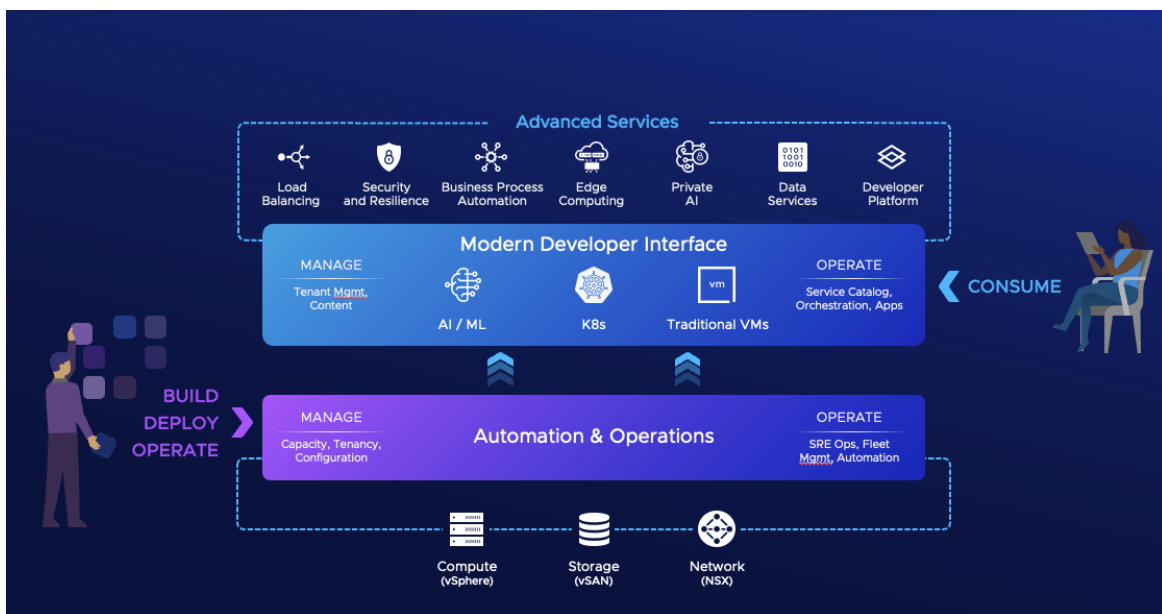 Advanced Services
Load
Balancing
Security
and Resilience
Business Process
Automation
Edge
Computing
Private
AI
0101
1001
0010
Data
Services
Developer
Platform
Modern Developer Interface
MANAGE
Tenant Mgmt,
Content
AI / ML
K8s
vm
Traditional VMs
OPERATE
Service Catalog,
Orchestration, Apps
CONSUME
BUILD
DEPLOY
OPERATE
MANAGE
Capacity, Tenancy,
Configuration
Automation & Operations
OPERATE
SRE Ops, Fleet
Mgmt, Automation
Compute
(vSphere)
Storage
(vSAN)
Network
(NSX)